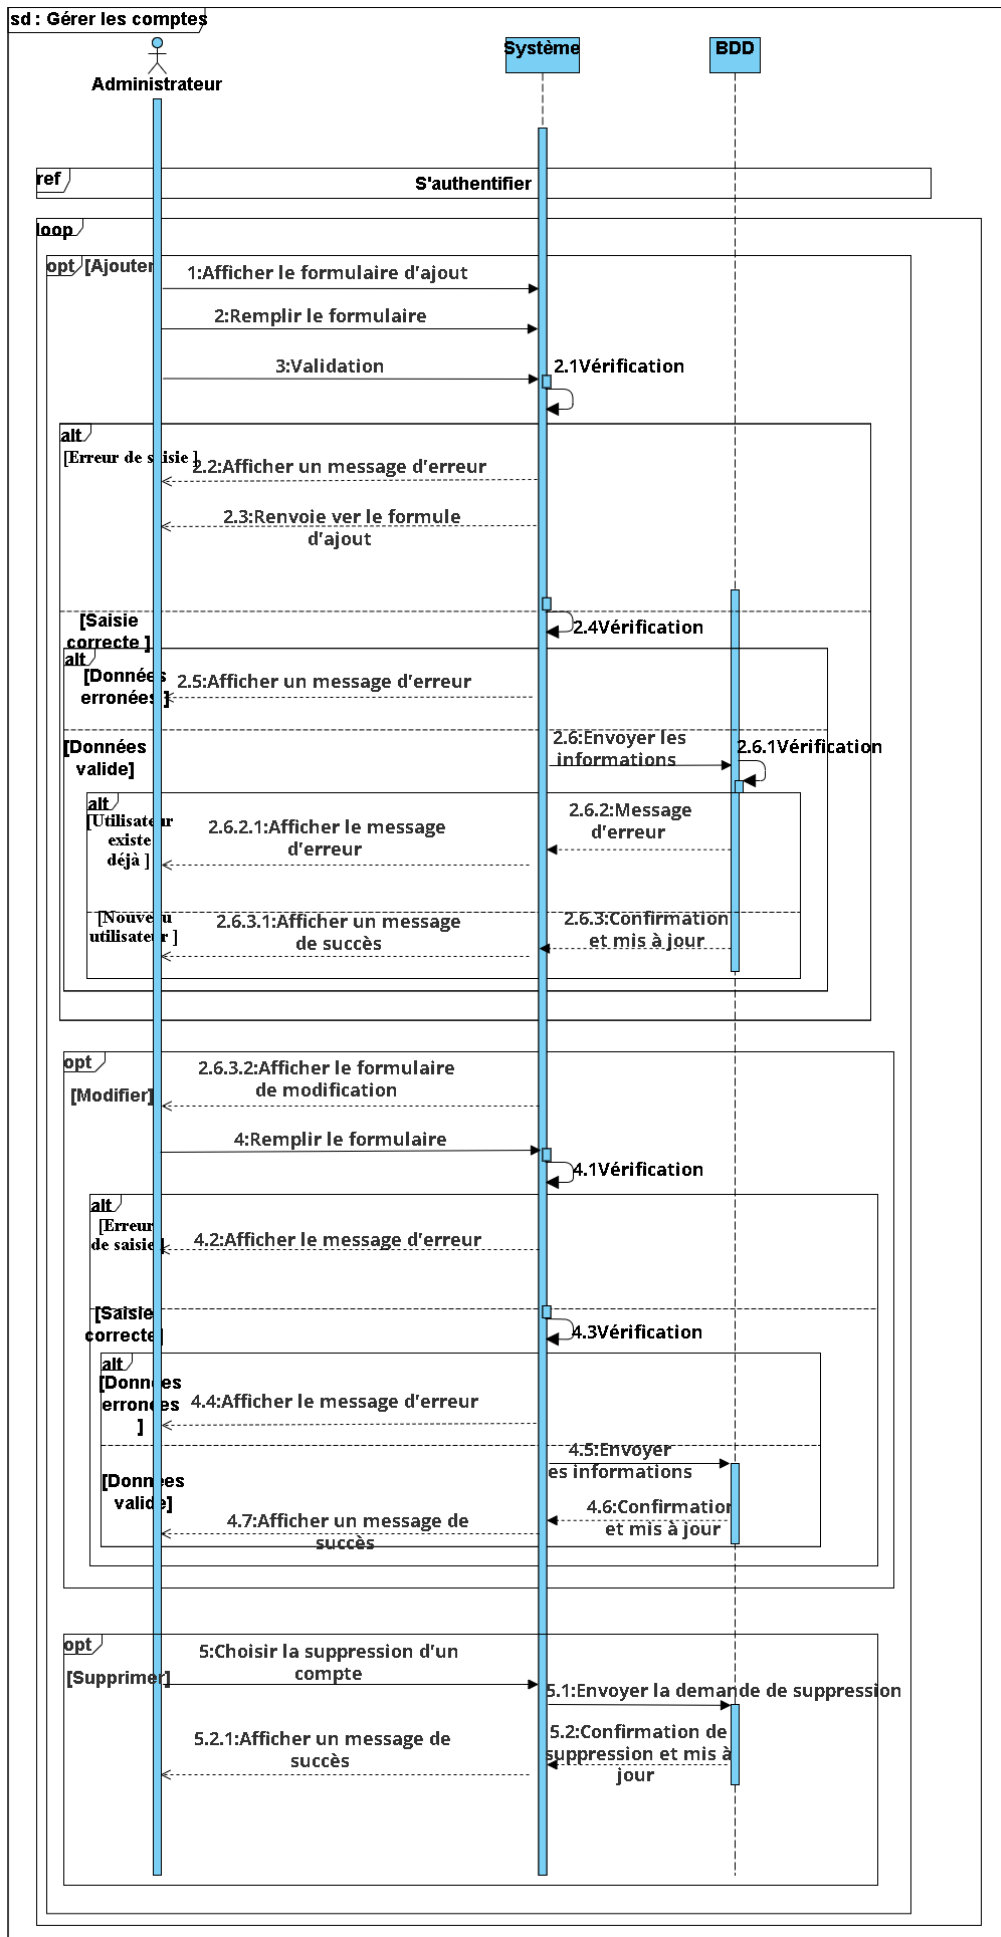 sd : Gérer les comptes
Administrateur
Système
BDD
ref
S'authentifier
loop
opt
[Ajouter
1:Afficher le formulaire d'ajout
2:Remplir le formulaire
3:Validation
2.1Vérification
alt
[Erreur de saisie ]
2.2:Afficher un message d'erreur
2.3:Renvoie ver le formule
d'ajout
[Saisie
correcte ]
2.4Vérification
alt
[Données
erronées ]
2.5:Afficher un message d'erreur
[Données
valide]
2.6:Envoyer les
informations
2.6.1Vérification
alt
[Utilisateur
existe
déjà ]
2.6.2.1:Afficher le message
d'erreur
2.6.2:Message
d'erreur
[Nouveau
utilisateur ]
2.6.3.1:Afficher un message
de succès
2.6.3:Confirmation
et mis à jour
opt
[Modifier]
2.6.3.2:Afficher le formulaire
de modification
4:Remplir le formulaire
4.1Vérification
alt
[Erreur
de saisie ]
4.2:Afficher le message d'erreur
[Saisie
correcte]
4.3Vérification
alt
[Données
erronées
]
4.4:Afficher le message d'erreur
[Données
valide]
4.5:Envoyer
les informations
4.6:Confirmation
et mis à jour
4.7:Afficher un message de
succès
opt
[Supprimer]
5:Choisir la suppression d'un
compte
5.1:Envoyer la demande de suppression
5.2:Confirmation de
suppression et mis à
jour
5.2.1:Afficher un message de
succès